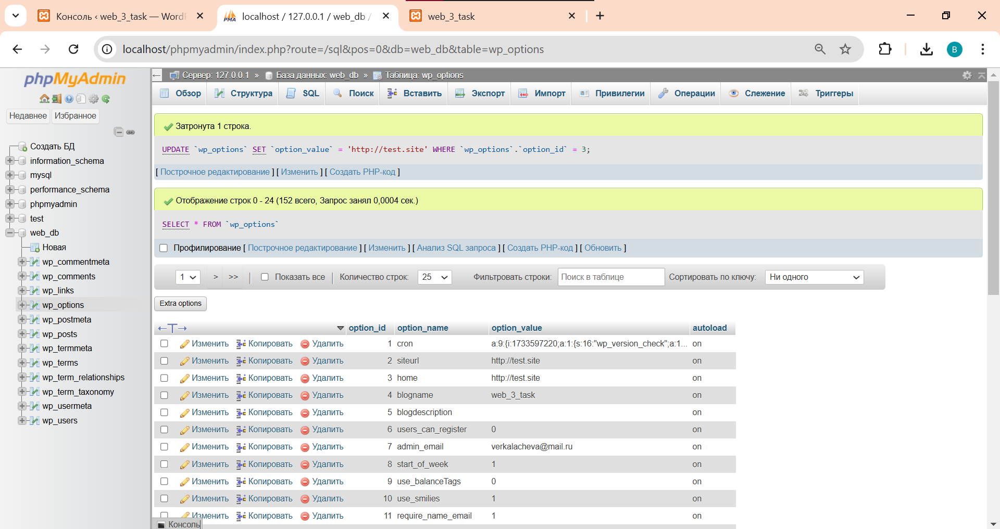 Консоль ‹ web_3_task — Word
localhost / 127.0.0.1 / web_db /
web_3_task
localhost/phpmyadmin/index.php?route=/sql&pos=0&db=web_db&table=wp_options
B
phpMyAdmin
Недавнее Избранное
Создать БД
information_schema
mysql
performance_schema
phpmyadmin
test
web_db
Новая
wp_commentmeta
wp_comments
wp_links
wp_options
wp_postmeta
wp_posts
wp_termmeta
wp_terms
wp_term_relationships
wp_term_taxonomy
wp_usermeta
wp_users
Сервер: 127.0.0.1 » База данных: web_db » Таблица: wp_options
Обзор Структура SQL Поиск Вставить Экспорт Импорт Привилегии Операции Слежение Триггеры
Затронута 1 строка.
UPDATE `wp_options` SET `option_value` = 'http://test.site' WHERE `wp_options`.`option_id` = 3;
[ Построчное редактирование ] [ Изменить ] [ Создать PHP-код ]
Отображение строк 0 - 24 (152 всего, Запрос занял 0,0004 сек.)
SELECT * FROM `wp_options`
Профилирование [ Построчное редактирование ] [ Изменить ] [ Анализ SQL запроса ] [ Создать PHP-код ] [ Обновить ]
1 > >> | Показать все | Количество строк: 25 Фильтровать строки: Поиск в таблице Сортировать по ключу: Ни одного
Extra options
←T→ option_id option_name option_value autoload
Изменить Копировать Удалить 1 cron a:9:{i:1733597220;a:1:{s:16:"wp_version_check";a:1... on
Изменить Копировать Удалить 2 siteurl http://test.site on
Изменить Копировать Удалить 3 home http://test.site on
Изменить Копировать Удалить 4 blogname web_3_task on
Изменить Копировать Удалить 5 blogdescription on
Изменить Копировать Удалить 6 users_can_register 0 on
Изменить Копировать Удалить 7 admin_email verkalacheva@mail.ru on
Изменить Копировать Удалить 8 start_of_week 1 on
Изменить Копировать Удалить 9 use_balanceTags 0 on
Изменить Копировать Удалить 10 use_smilies 1 on
Изменить Копировать Удалить 11 require_name_email 1 on
Консоль